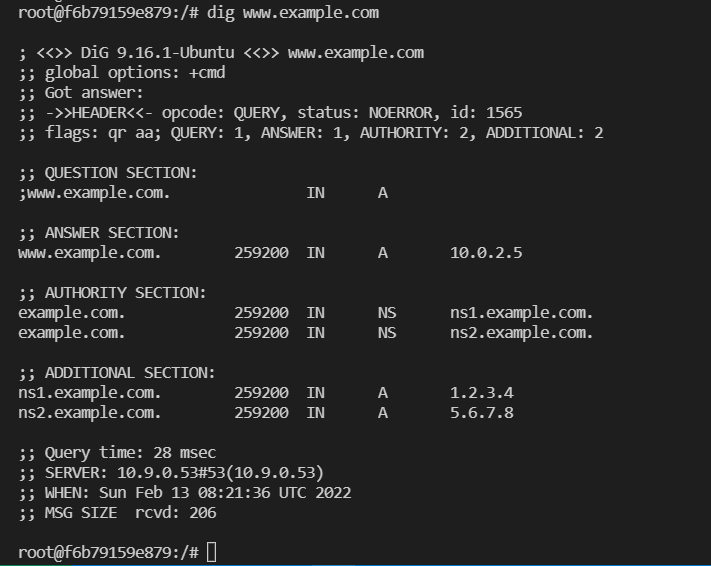 root@f6b79159e879:/# dig www.example.com
; <<>> DiG 9.16.1-Ubuntu <<>> www.example.com
;; global options: +cmd
;; Got answer:
;; ->>HEADER<<- opcode: QUERY, status: NOERROR, id: 1565
;; flags: qr aa; QUERY: 1, ANSWER: 1, AUTHORITY: 2, ADDITIONAL: 2
;; QUESTION SECTION:
;www.example.com. IN A
;; ANSWER SECTION:
www.example.com. 259200 IN A 10.0.2.5
;; AUTHORITY SECTION:
example.com. 259200 IN NS ns1.example.com.
example.com. 259200 IN NS ns2.example.com.
;; ADDITIONAL SECTION:
ns1.example.com. 259200 IN A 1.2.3.4
ns2.example.com. 259200 IN A 5.6.7.8
;; Query time: 28 msec
;; SERVER: 10.9.0.53#53(10.9.0.53)
;; WHEN: Sun Feb 13 08:21:36 UTC 2022
;; MSG SIZE rcvd: 206
root@f6b79159e879:/#